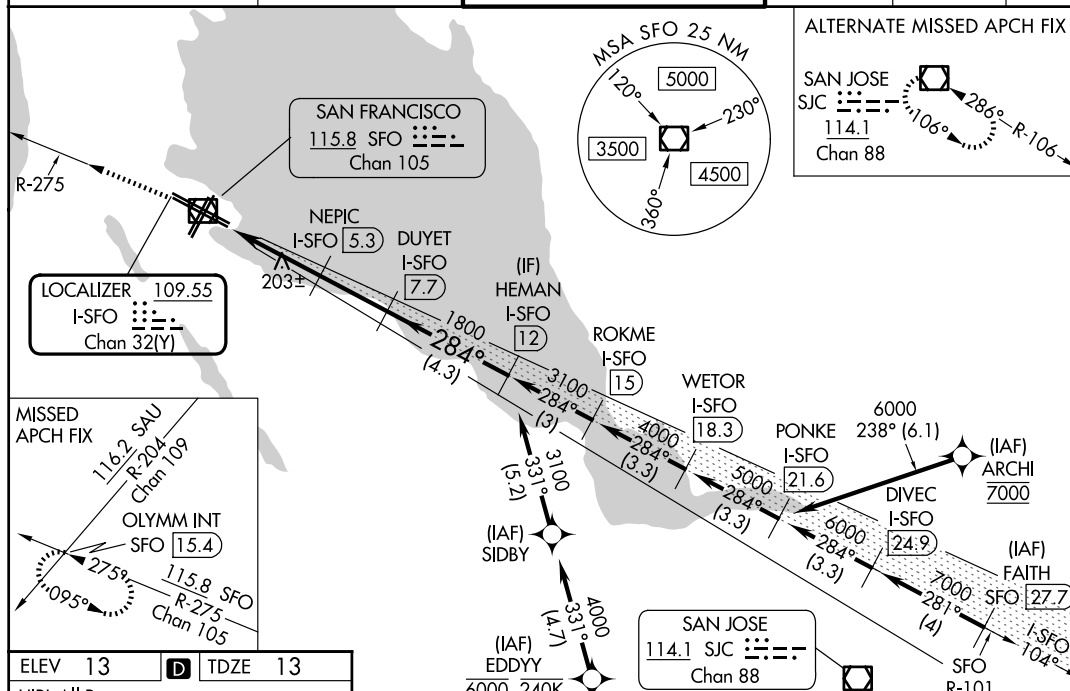 MSA SFO 25 NM
5000
120°
230°
3500
4500
360°
ALTERNATE MISSED APCH FIX
SAN JOSE
SJC
114.1
Chan 88
106°
286°
R-106
SAN FRANCISCO
115.8 SFO
Chan 105
R-275
LOCALIZER 109.55
I-SFO
Chan 32(Y)
203±
NEPIC
I-SFO 5.3
DUYET
I-SFO
7.7
(IF)
HEMAN
I-SFO
12
ROKME
I-SFO
15
WETOR
I-SFO
18.3
PONKE
I-SFO
21.6
6000
238° (6.1)
(IAF)
ARCHI
7000
DIVEC
I-SFO
24.9
(IAF)
FAITH
SFO 27.7
1800
284°
(4.3)
3100
284°
(3)
4000
284°
(3.3)
5000
284°
(3.3)
6000
284°
(3.3)
7000
281°
(4)
I-SFO
104°
SFO
R-101
3100
331°
(5.2)
(IAF)
SIDBY
4000
331°
(4.7)
(IAF)
EDDYY
6000 240K
SAN JOSE
114.1 SJC
Chan 88
MISSED
APCH FIX
116.2 SAU
R-204
Chan 109
OLYMM INT
SFO 15.4
275°
095°
115.8 SFO
R-275
Chan 105
ELEV 13
D
TDZE 13